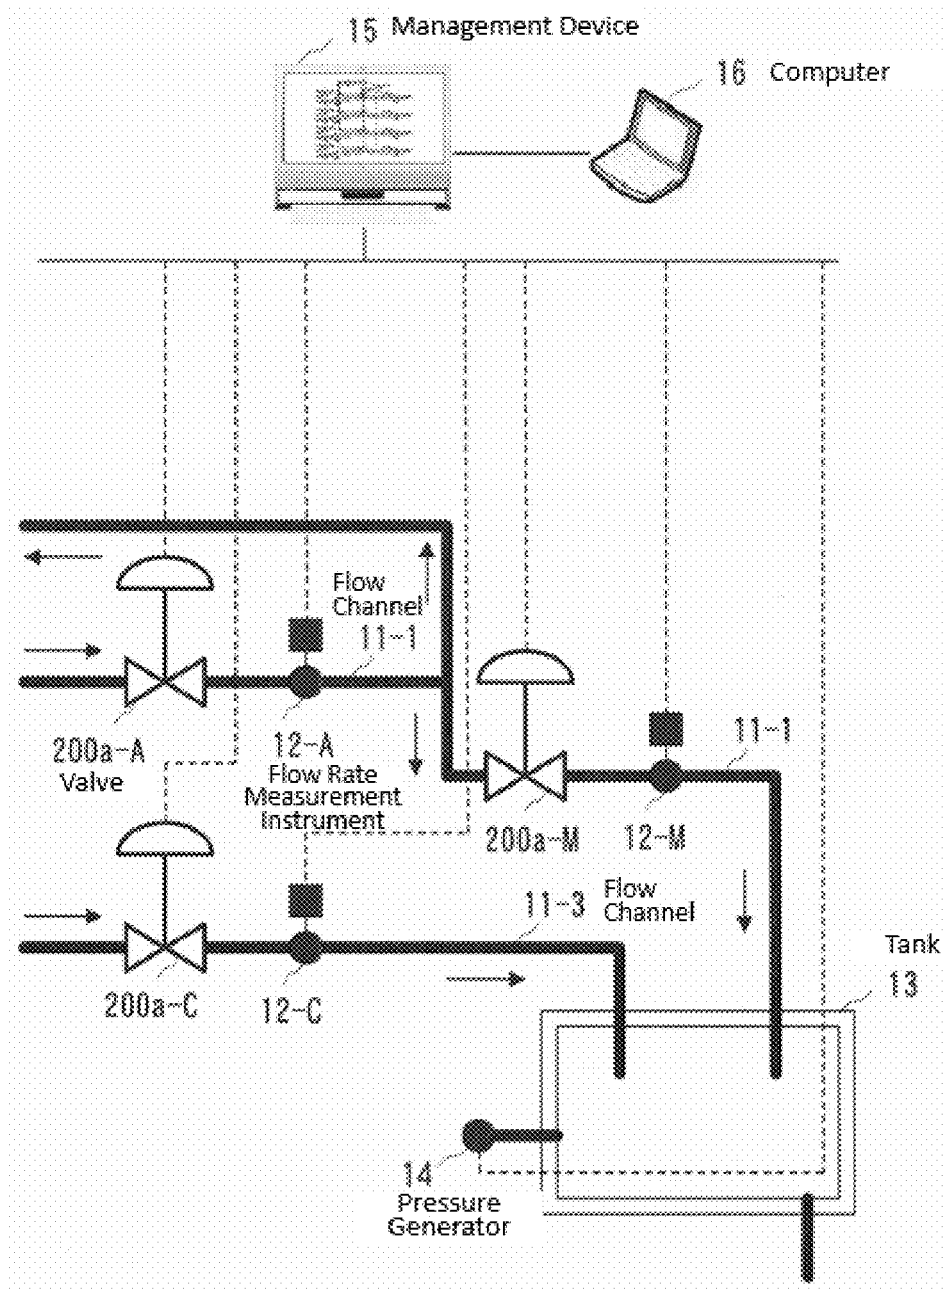 15 Management Device
16 Computer
Flow
Channel
11-1
200a-A
Valve
12-A
Flow Rate
Measurement
Instrument
11-1
200a-M
12-M
11-3
Flow
Channel
200a-C
12-C
Tank
13
14
Pressure
Generator